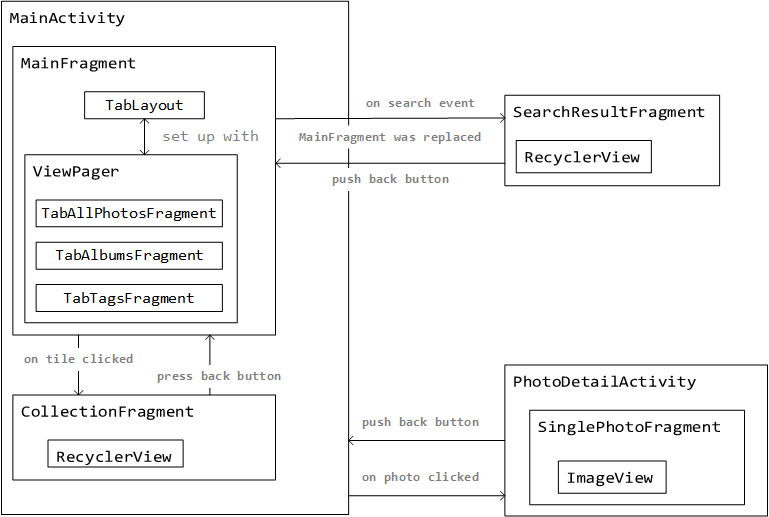 MainActivity
MainFragment
TabLayout
set up with
ViewPager
TabAllPhotosFragment
TabAlbumsFragment
TabTagsFragment
on search event
MainFragment was replaced
push back button
SearchResultFragment
RecyclerView
on tile clicked
press back button
CollectionFragment
RecyclerView
push back button
on photo clicked
PhotoDetailActivity
SinglePhotoFragment
ImageView